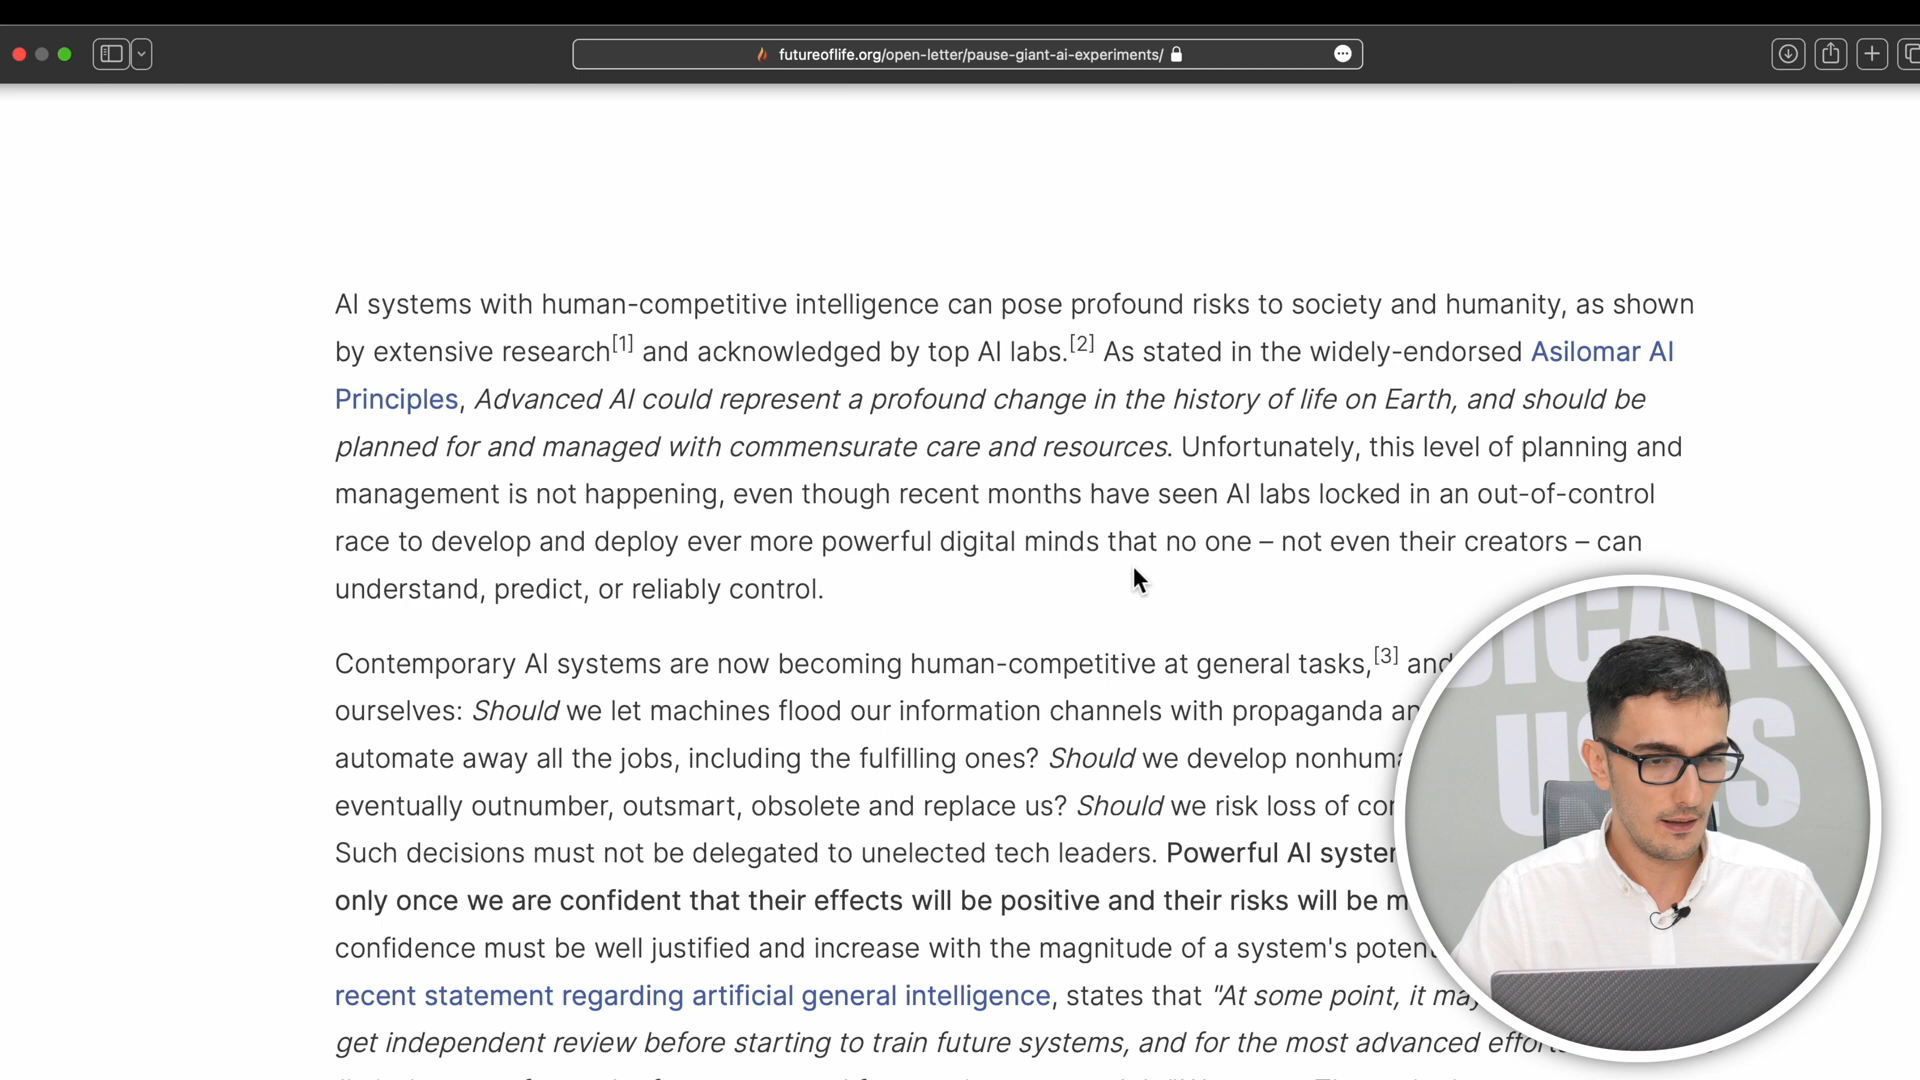 futureoflife.org/open-letter/pause-giant-ai-experiments/
AI systems with human-competitive intelligence can pose profound risks to society and humanity, as shown
by extensive research[1] and acknowledged by top AI labs.[2] As stated in the widely-endorsed Asilomar AI
Principles, Advanced AI could represent a profound change in the history of life on Earth, and should be
planned for and managed with commensurate care and resources. Unfortunately, this level of planning and
management is not happening, even though recent months have seen AI labs locked in an out-of-control
race to develop and deploy ever more powerful digital minds that no one – not even their creators – can
understand, predict, or reliably control.
Contemporary AI systems are now becoming human-competitive at general tasks,[3] and
ourselves: Should we let machines flood our information channels with propaganda an
automate away all the jobs, including the fulfilling ones? Should we develop nonhuma
eventually outnumber, outsmart, obsolete and replace us? Should we risk loss of con
Such decisions must not be delegated to unelected tech leaders. Powerful AI system
only once we are confident that their effects will be positive and their risks will be m
confidence must be well justified and increase with the magnitude of a system's potent
recent statement regarding artificial general intelligence, states that "At some point, it may
get independent review before starting to train future systems, and for the most advanced effort